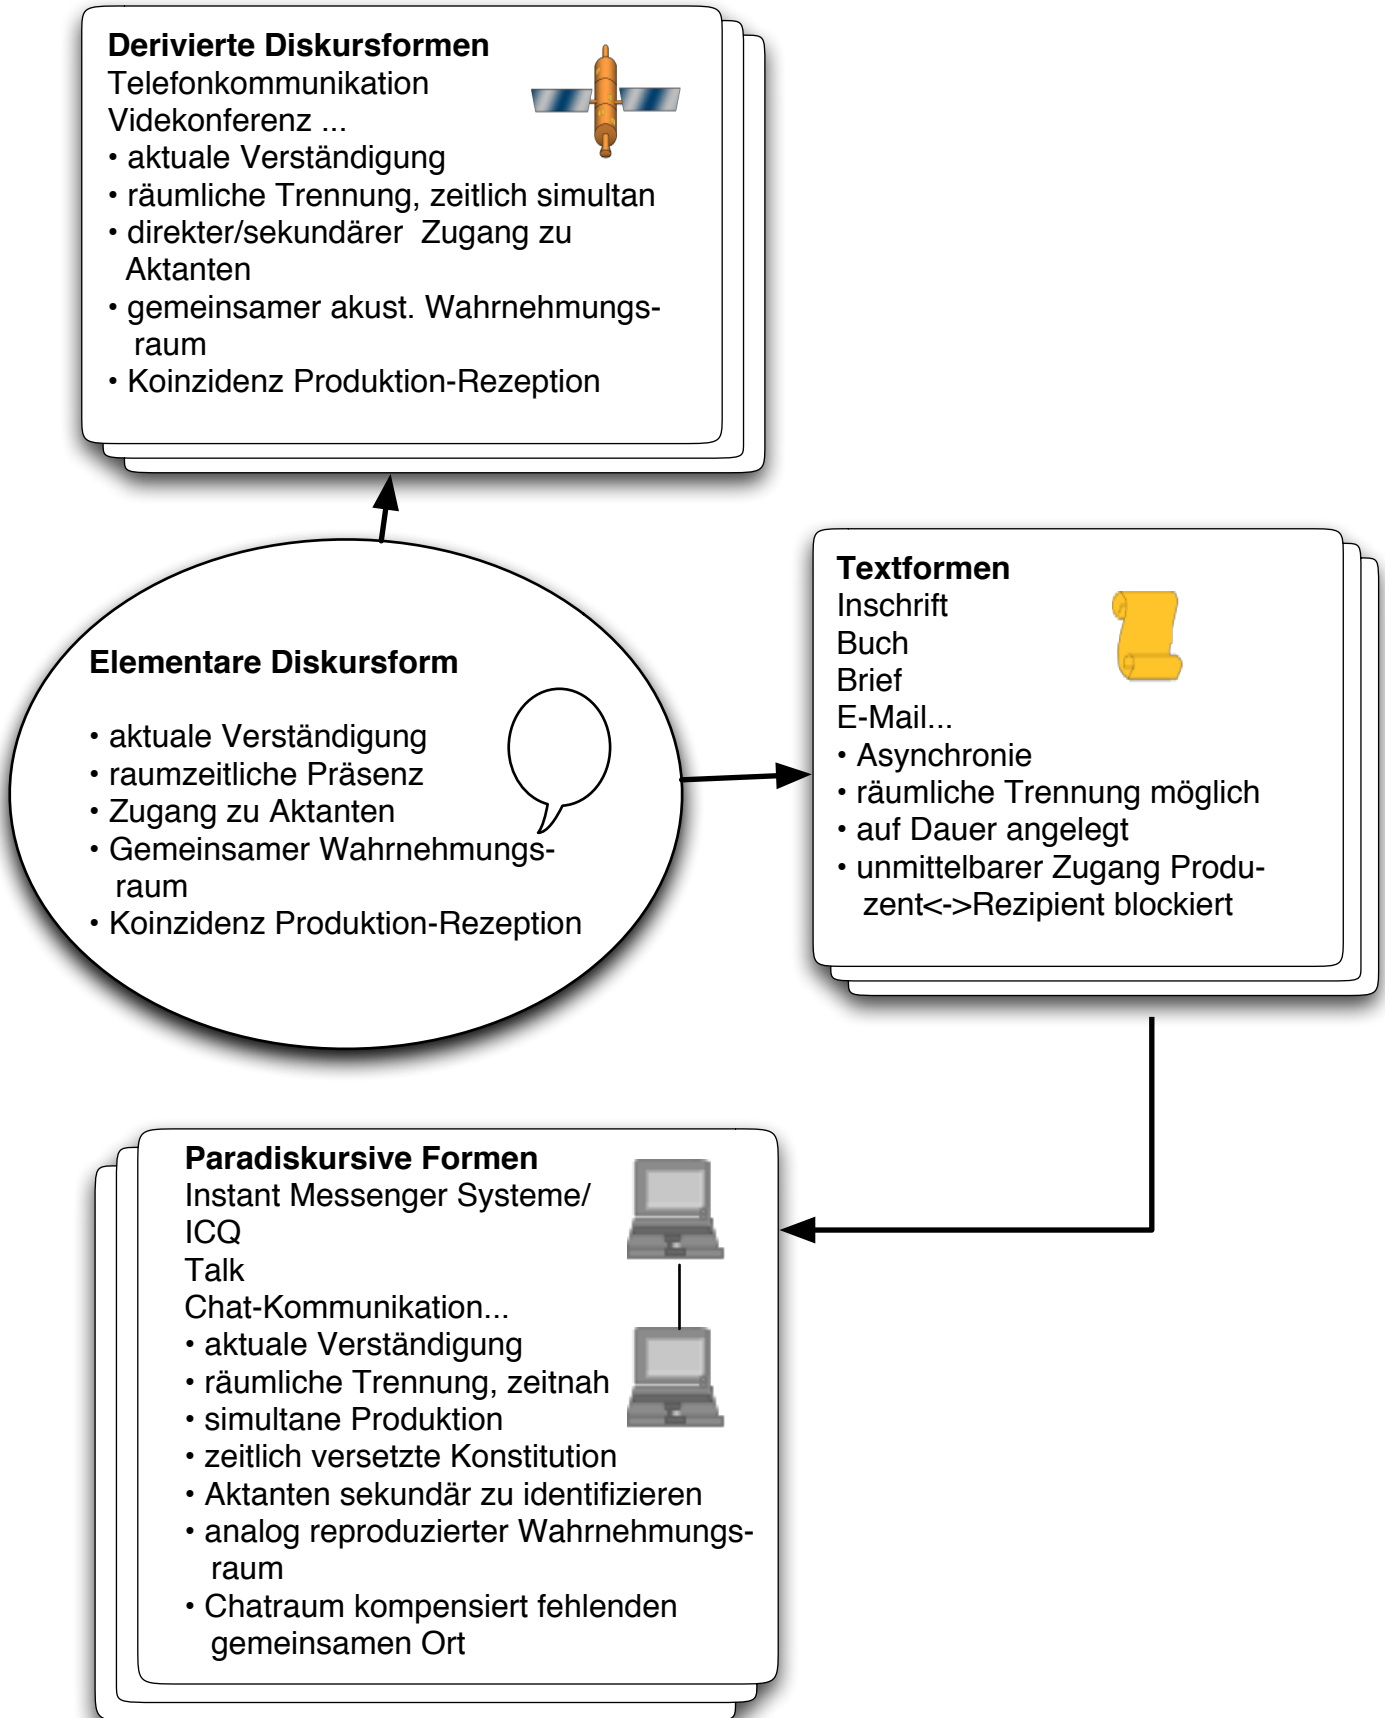 Derivierte Diskursformen
Telefonkommunikation
Videkonferenz ...
• aktuale Verständigung
• räumliche Trennung, zeitlich simultan
• direkter/sekundärer  Zugang zu
Aktanten
• gemeinsamer akust. Wahrnehmungs-
raum
• Koinzidenz Produktion-Rezeption
Elementare Diskursform
• aktuale Verständigung
• raumzeitliche Präsenz
• Zugang zu Aktanten
• Gemeinsamer Wahrnehmungs-
raum
• Koinzidenz Produktion-Rezeption
Textformen
Inschrift
Buch
Brief
E-Mail...
• Asynchronie
• räumliche Trennung möglich
• auf Dauer angelegt
• unmittelbarer Zugang Produ-
zent<->Rezipient blockiert
Paradiskursive Formen
Instant Messenger Systeme/
ICQ
Talk
Chat-Kommunikation...
• aktuale Verständigung
• räumliche Trennung, zeitnah
• simultane Produktion
• zeitlich versetzte Konstitution
• Aktanten sekundär zu identifizieren
• analog reproduzierter Wahrnehmungs-
raum
• Chatraum kompensiert fehlenden
gemeinsamen Ort